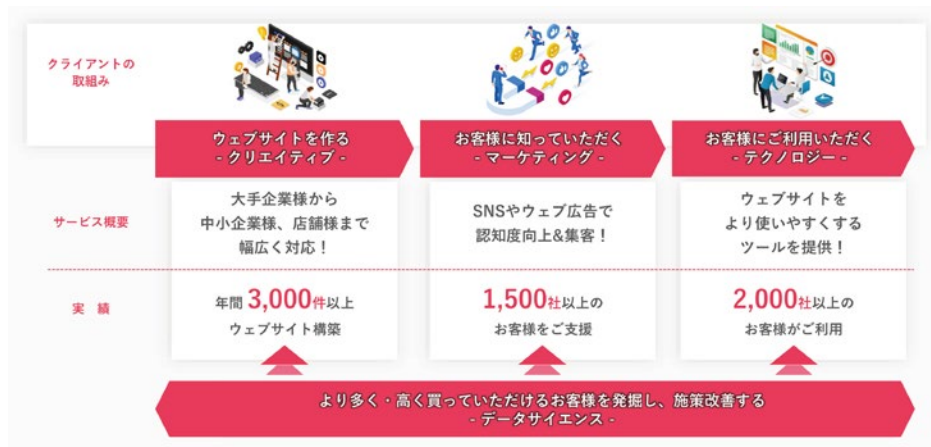 クライアントの
取組み
ウェブサイトを作る
- クリエイティブ -
お客様に知っていただく
- マーケティング -
お客様にご利用いただく
- テクノロジー -
サービス概要
大手企業様から
中小企業様、店舗様まで
幅広く対応！
SNSやウェブ広告で
認知度向上&集客！
ウェブサイトを
より使いやすくする
ツールを提供！
実　績
年間 3,000件以上
ウェブサイト構築
1,500社以上の
お客様をご支援
2,000社以上の
お客様がご利用
より多く・高く買っていただけるお客様を発掘し、施策改善する
- データサイエンス -